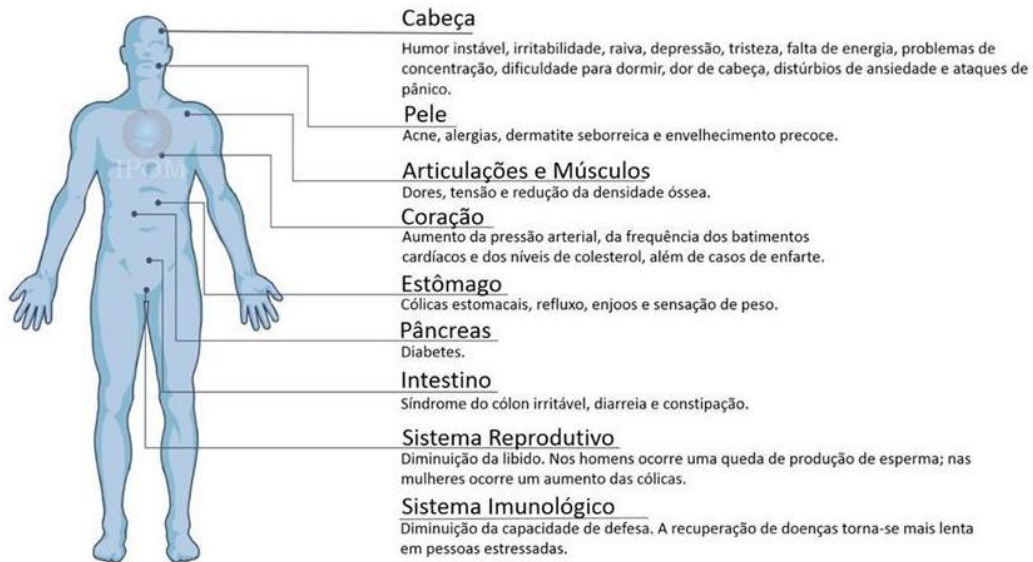 Cabeça
Humor instável, irritabilidade, raiva, depressão, tristeza, falta de energia, problemas de
concentração, dificuldade para dormir, dor de cabeça, distúrbios de ansiedade e ataques de
pânico.
Pele
Acne, alergias, dermatite seborreica e envelhecimento precoce.
IPOM
Articulações e Músculos
Dores, tensão e redução da densidade óssea.
Coração
Aumento da pressão arterial, da frequência dos batimentos
cardíacos e dos níveis de colesterol, além de casos de enfarte.
Estômago
Cólicas estomacais, refluxo, enjoos e sensação de peso.
Pâncreas
Diabetes.
Intestino
Síndrome do cólon irritável, diarreia e constipação.
Sistema Reprodutivo
Diminuição da libido. Nos homens ocorre uma queda de produção de esperma; nas
mulheres ocorre um aumento das cólicas.
Sistema Imunológico
Diminuição da capacidade de defesa. A recuperação de doenças torna-se mais lenta
em pessoas estressadas.